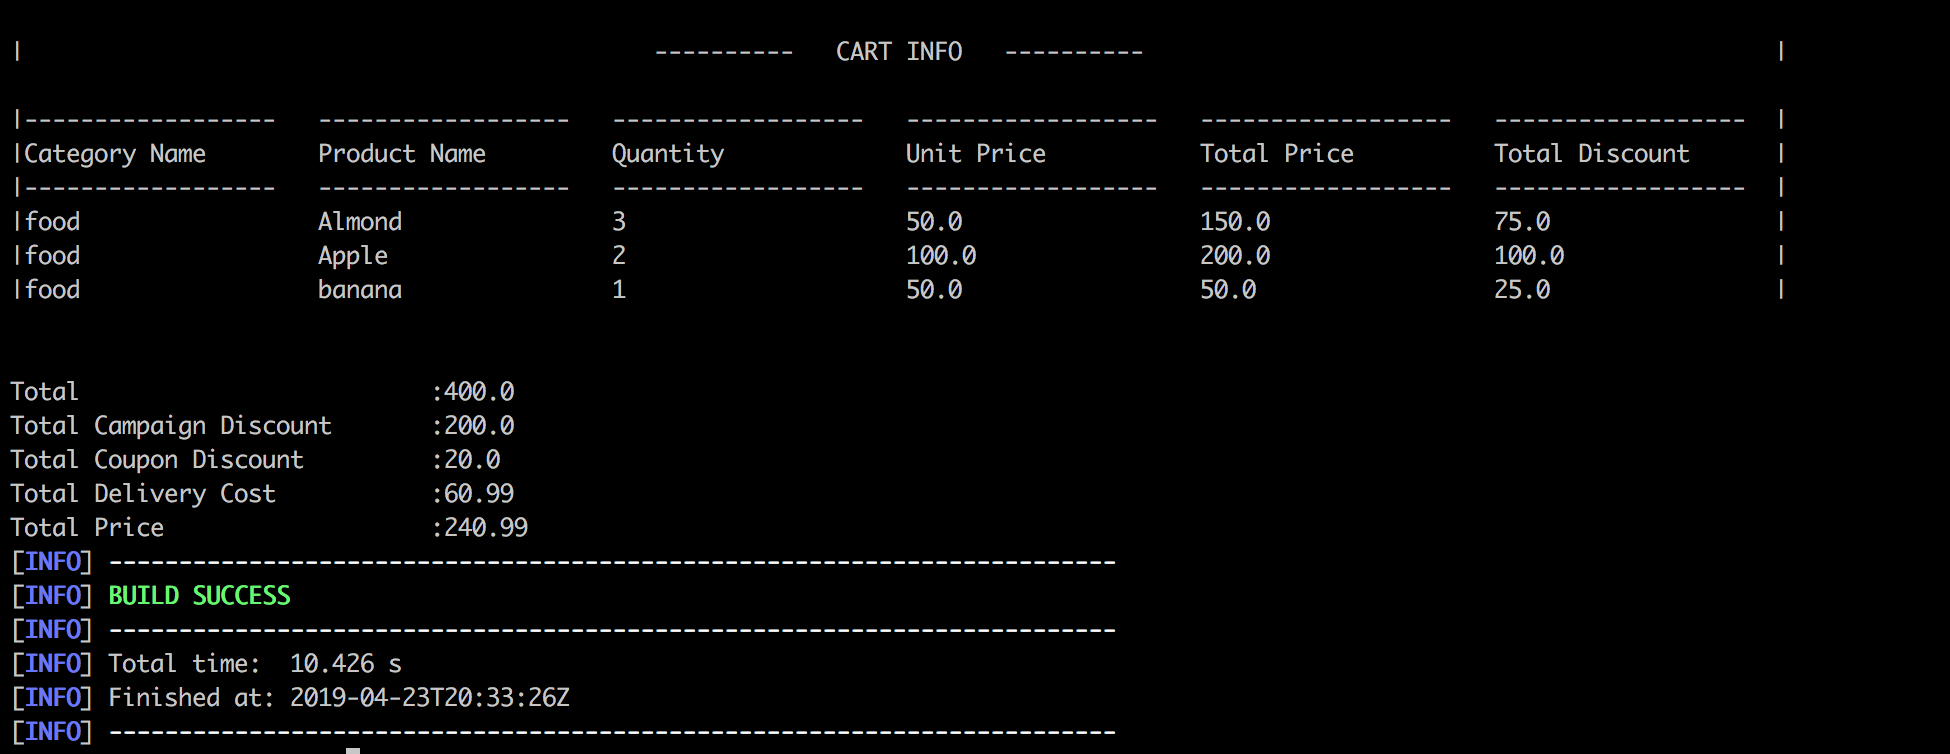 |                                             ----------   CART INFO   ----------                                             |
|------------------   ------------------   ------------------   ------------------   ------------------   ------------------  |
|Category Name        Product Name         Quantity             Unit Price           Total Price          Total Discount      |
|------------------   ------------------   ------------------   ------------------   ------------------   ------------------  |
|food                 Almond               3                    50.0                 150.0                75.0                |
|food                 Apple                2                    100.0                200.0                100.0               |
|food                 banana               1                    50.0                 50.0                 25.0                |
Total                         :400.0
Total Campaign Discount       :200.0
Total Coupon Discount         :20.0
Total Delivery Cost           :60.99
Total Price                   :240.99
[INFO] ------------------------------------------------------------------------
[INFO] BUILD SUCCESS
[INFO] ------------------------------------------------------------------------
[INFO] Total time:  10.426 s
[INFO] Finished at: 2019-04-23T20:33:26Z
[INFO] ------------------------------------------------------------------------